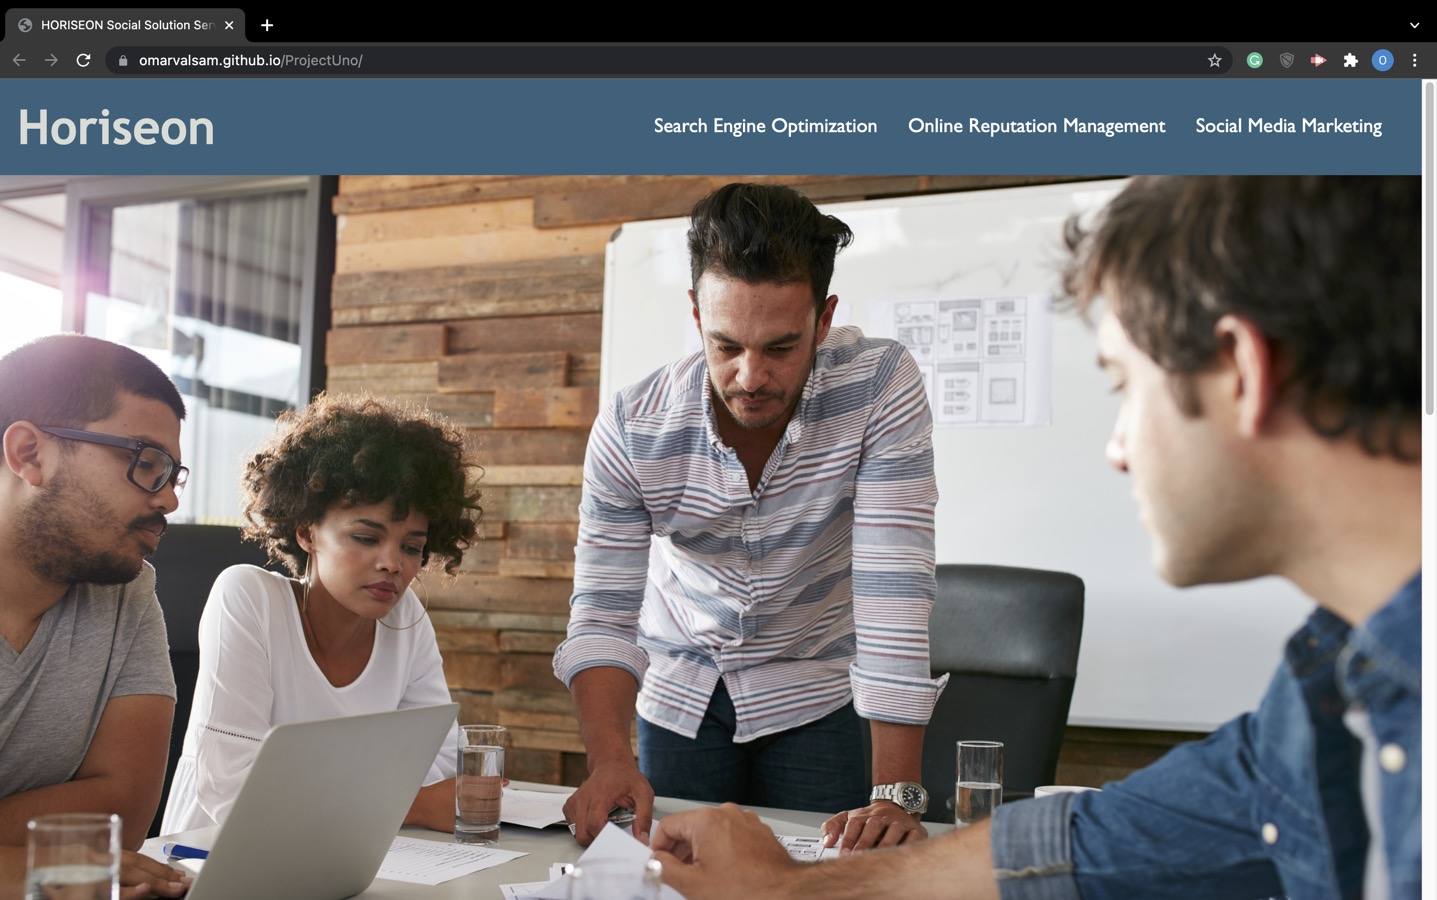 HORISEON Social Solution Ser
omarvalsam.github.io/ProjectUno/
O
Horiseon
Search Engine Optimization
Online Reputation Management
Social Media Marketing